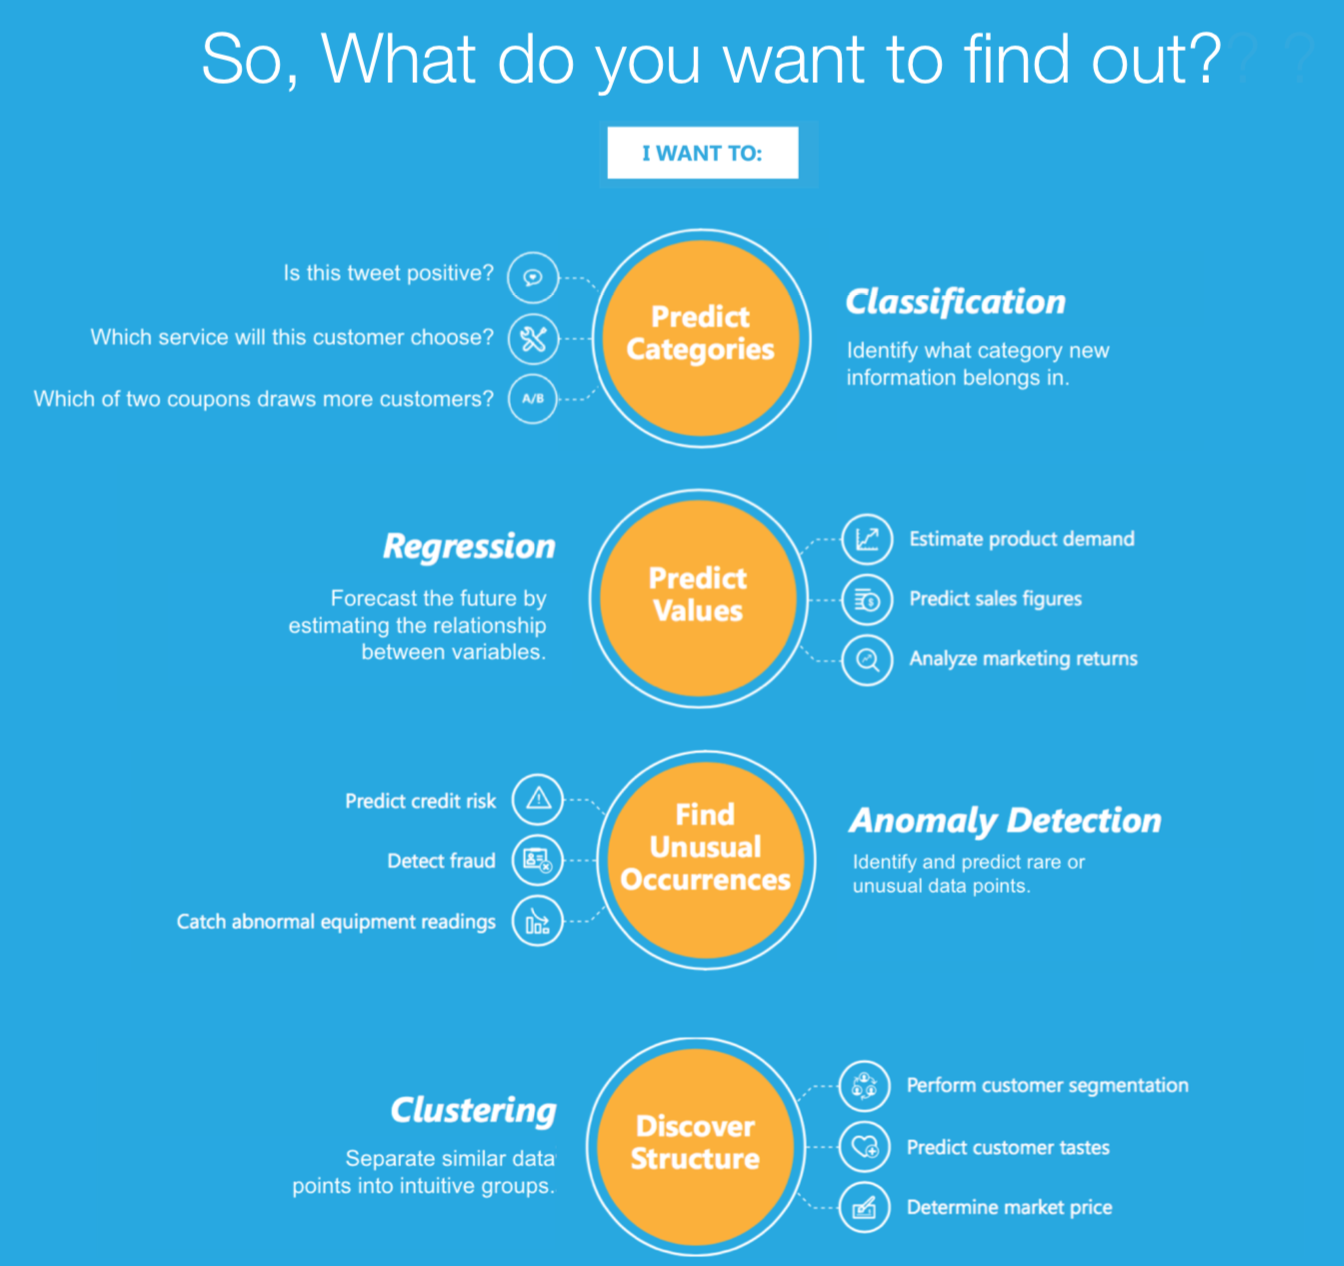 So, What do you want to find out?? ?
I WANT TO:
Is this tweet positive?
Which service will this customer choose?
Which of two coupons draws more customers?
A/B
Predict
Categories
Classification
Identify what category new
information belongs in.
Regression
Forecast the future by
estimating the relationship
between variables.
Predict
Values
Estimate product demand
Predict sales figures
Analyze marketing returns
Predict credit risk
Detect fraud
Catch abnormal equipment readings
Find
Unusual
Occurrences
Anomaly Detection
Identify and predict rare or
unusual data points.
Clustering
Separate similar data
points into intuitive groups.
Discover
Structure
Perform customer segmentation
Predict customer tastes
Determine market price